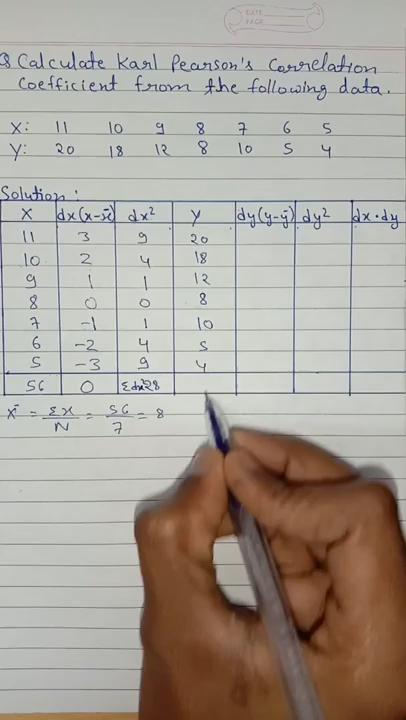 DATE
PAGE
Q Calculate Karl Pearson's Correlation
Coefficient from the following data.
X: 11 10 9 8 7 6 5
Y: 20 18 12 8 10 5 4
Solution :
X dx(x-x̄) dx² Y dy(y-ȳ) dy² dx·dy
11 3 9 20
10 2 4 18
9 1 1 12
8 0 0 8
7 -1 1 10
6 -2 4 5
5 -3 9 4
56 0 Σdx²28
x̄ = Σx/N = 56/7 = 8